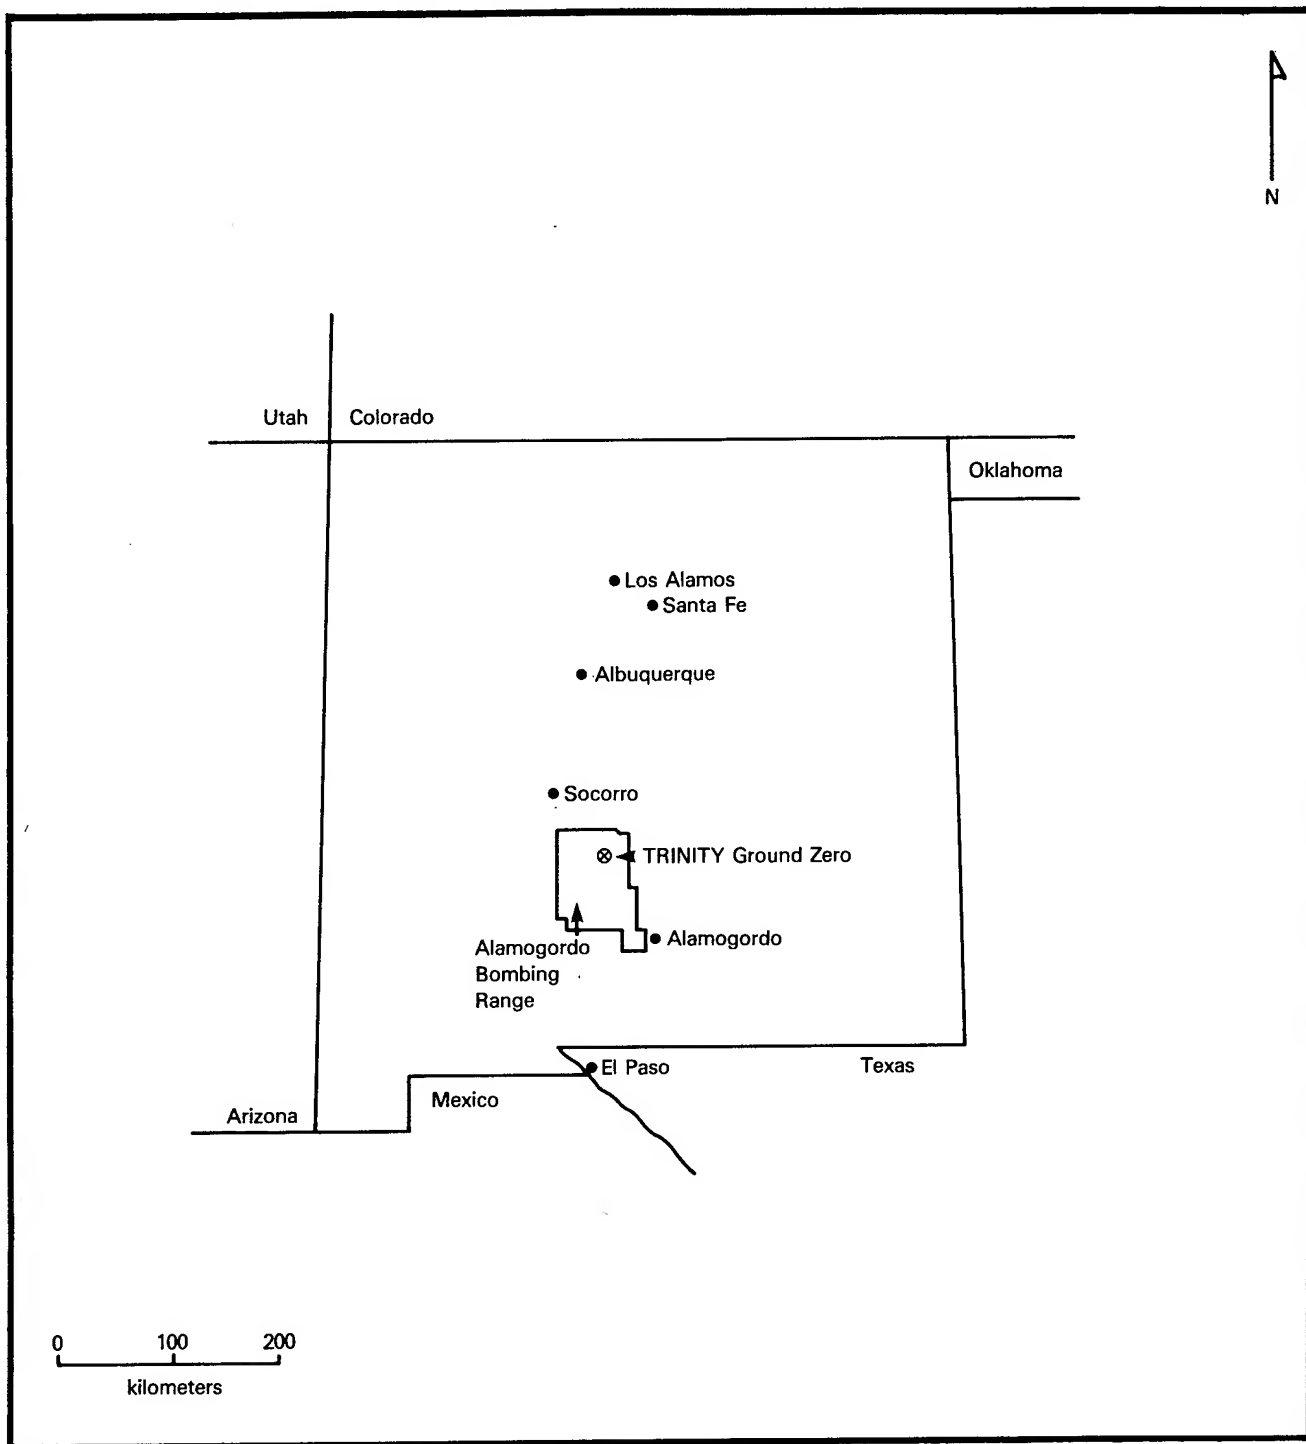 N
Utah
Colorado
Oklahoma
Los Alamos
Santa Fe
Albuquerque
Socorro
TRINITY Ground Zero
Alamogordo
Alamogordo
Bombing
Range
El Paso
Texas
Mexico
Arizona
0 100 200
kilometers